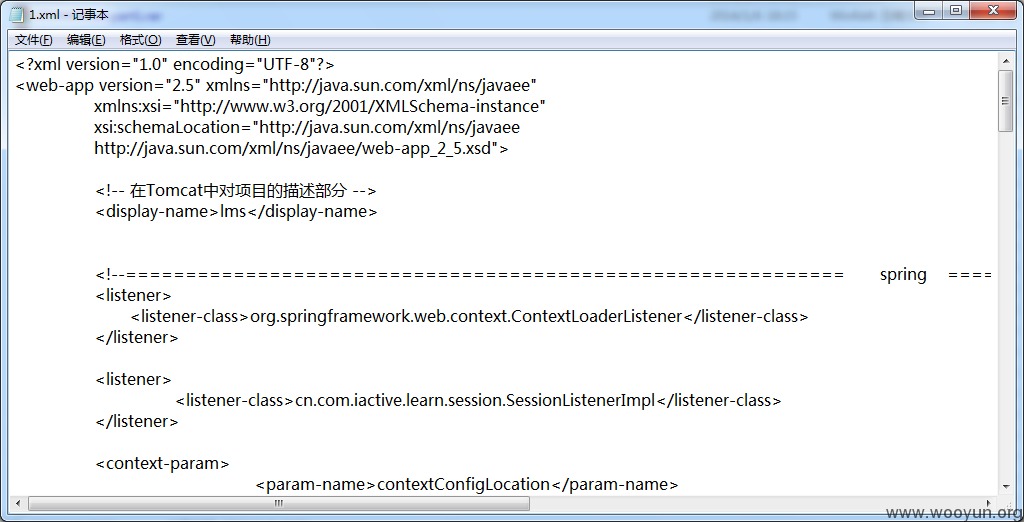 1.xml - 记事本
文件(F) 编辑(E) 格式(O) 查看(V) 帮助(H)
<?xml version="1.0" encoding="UTF-8"?>
<web-app version="2.5" xmlns="http://java.sun.com/xml/ns/javaee"
xmlns:xsi="http://www.w3.org/2001/XMLSchema-instance"
xsi:schemaLocation="http://java.sun.com/xml/ns/javaee
http://java.sun.com/xml/ns/javaee/web-app_2_5.xsd">
<!-- 在Tomcat中对项目的描述部分 -->
<display-name>lms</display-name>
<!--============================================================ spring ====
<listener>
<listener-class>org.springframework.web.context.ContextLoaderListener</listener-class>
</listener>
<listener>
<listener-class>cn.com.iactive.learn.session.SessionListenerImpl</listener-class>
</listener>
<context-param>
<param-name>contextConfigLocation</param-name>
www.wooyun.org